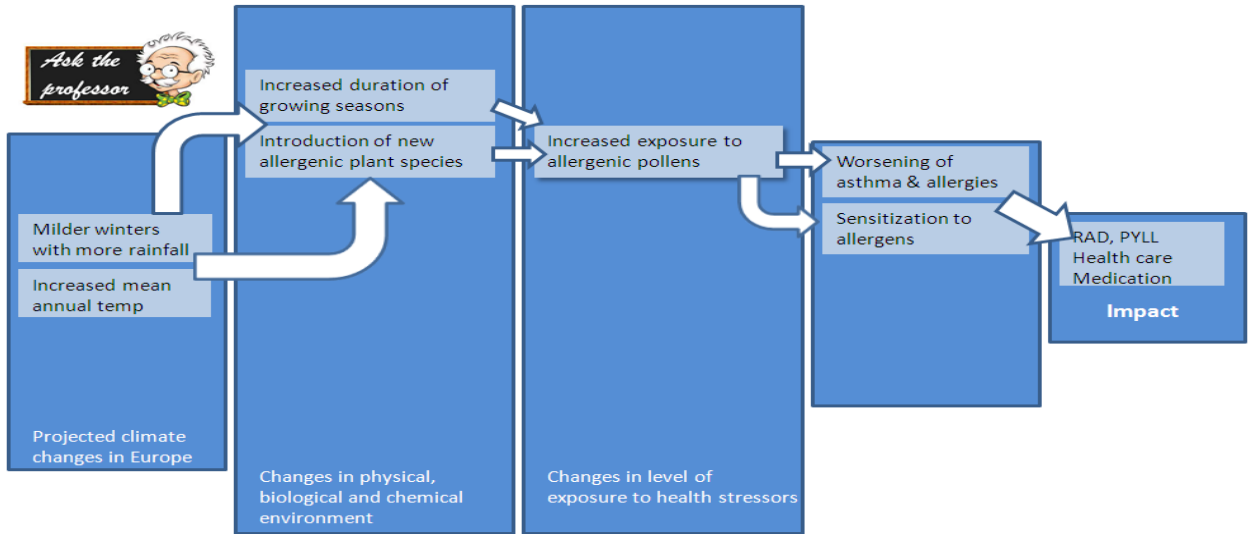 Ask the
professor
Milder winters
with more rainfall
Increased mean
annual temp
Projected climate
changes in Europe
Increased duration of
growing seasons
Introduction of new
allergenic plant species
Changes in physical,
biological and chemical
environment
Increased exposure to
allergenic pollens
Changes in level of
exposure to health stressors
Worsening of
asthma & allergies
Sensitization to
allergens
RAD, PYLL
Health care
Medication
Impact